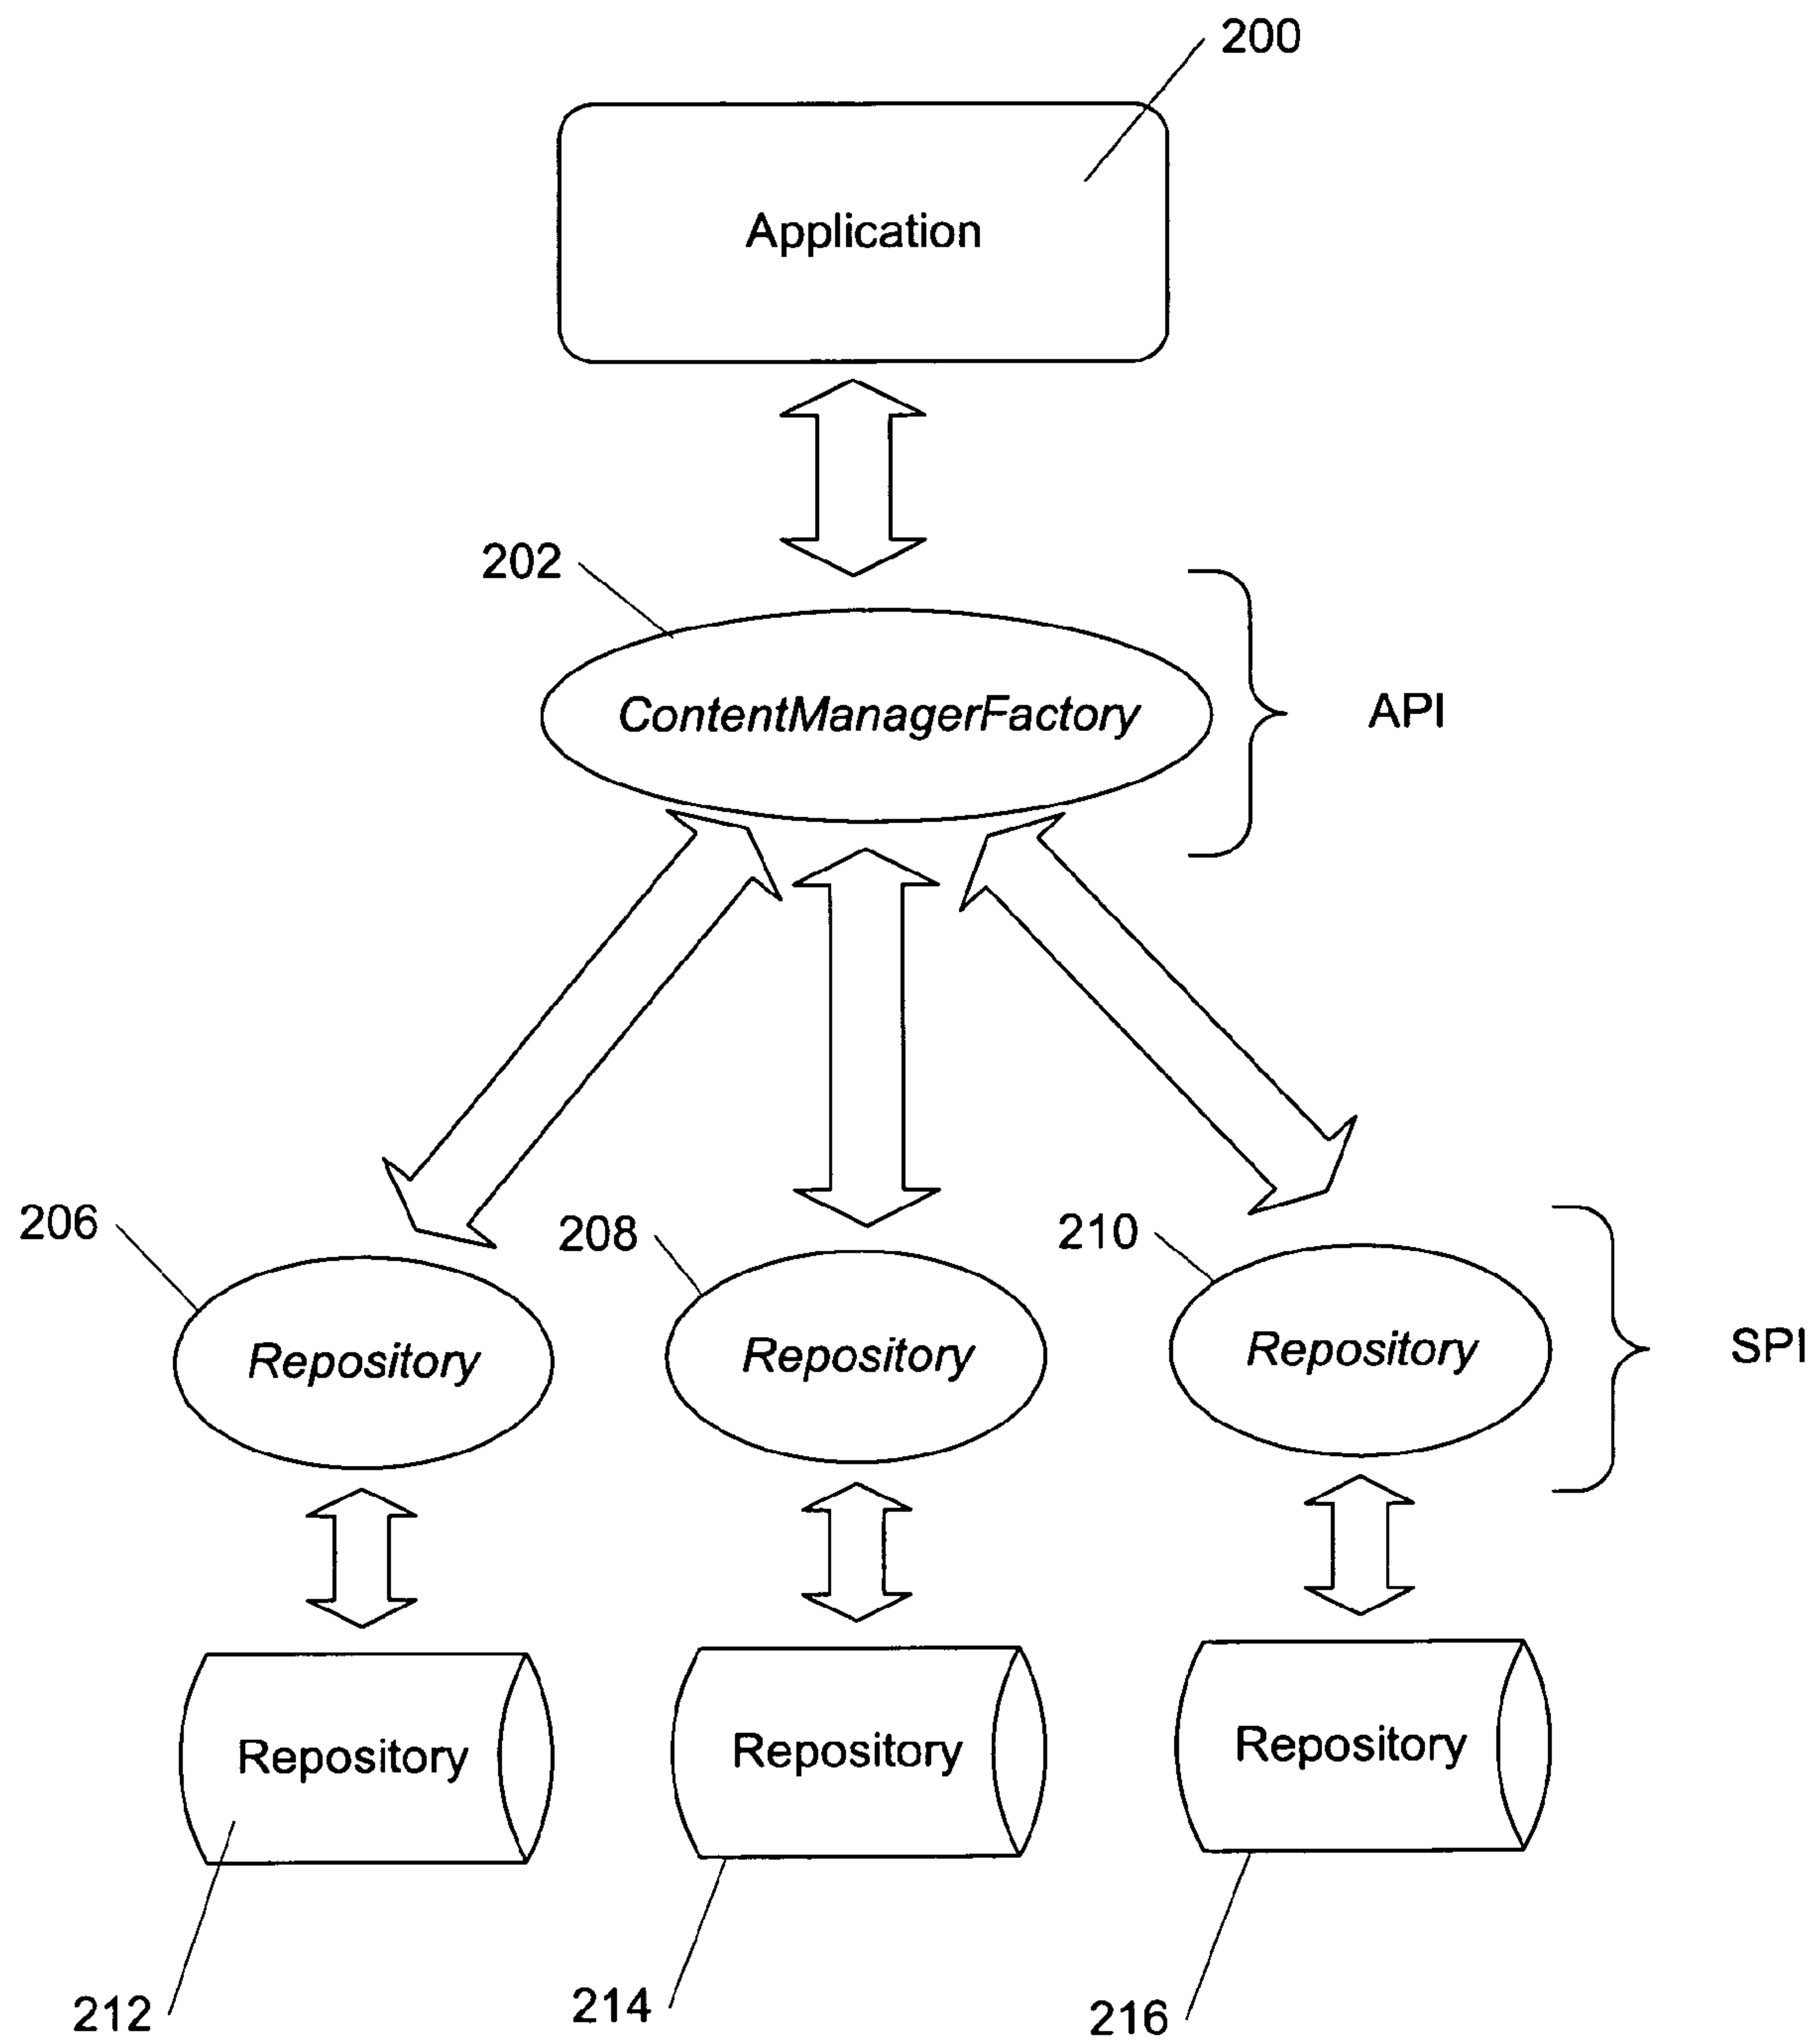 200
Application
202
ContentManagerFactory
API
206
208
210
Repository
Repository
Repository
SPI
Repository
Repository
Repository
212
214
216